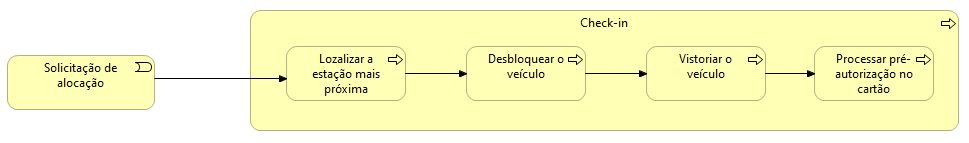 Check-in
Solicitação de
alocação
Lozalizar a
estação mais
próxima
Desbloquear o
veículo
Vistoriar o
veículo
Processar pré-
autorização no
cartão